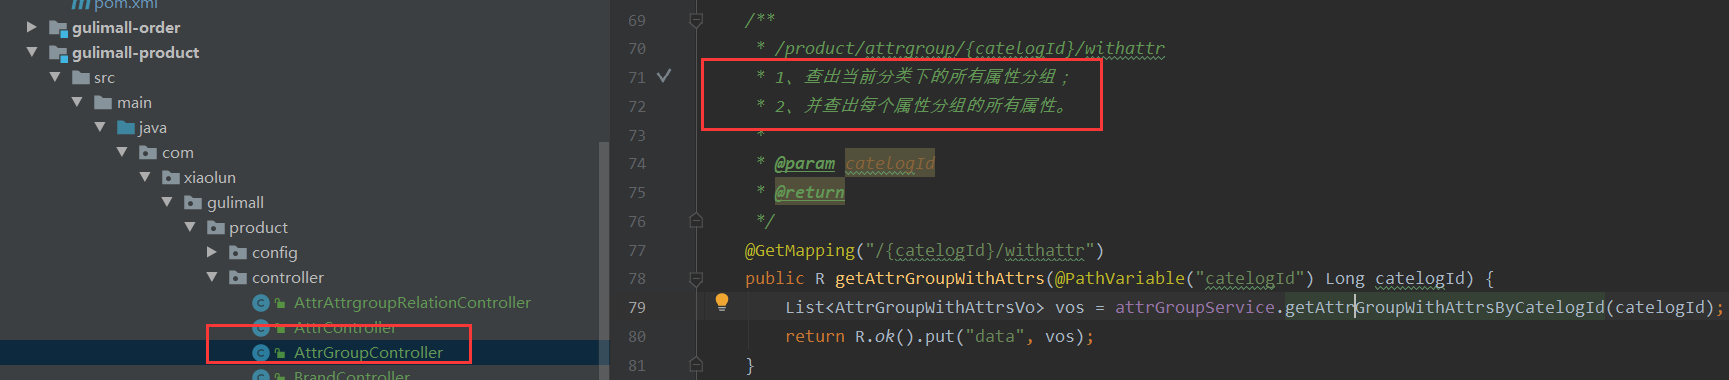 pom.xml
gulimall-order
gulimall-product
src
main
java
com
xiaolun
gulimall
product
config
controller
AttrAttrgroupRelationController
AttrController
AttrGroupController
BrandController
69 /**
70 * /product/attrgroup/{catelogId}/withattr
71 * 1、查出当前分类下的所有属性分组；
72 * 2、并查出每个属性分组的所有属性。
73 *
74 * @param catelogId
75 * @return
76 */
77 @GetMapping("/{catelogId}/withattr")
78 public R getAttrGroupWithAttrs(@PathVariable("catelogId") Long catelogId) {
79 List<AttrGroupWithAttrsVo> vos = attrGroupService.getAttrGroupWithAttrsByCatelogId(catelogId);
80 return R.ok().put("data", vos);
81 }